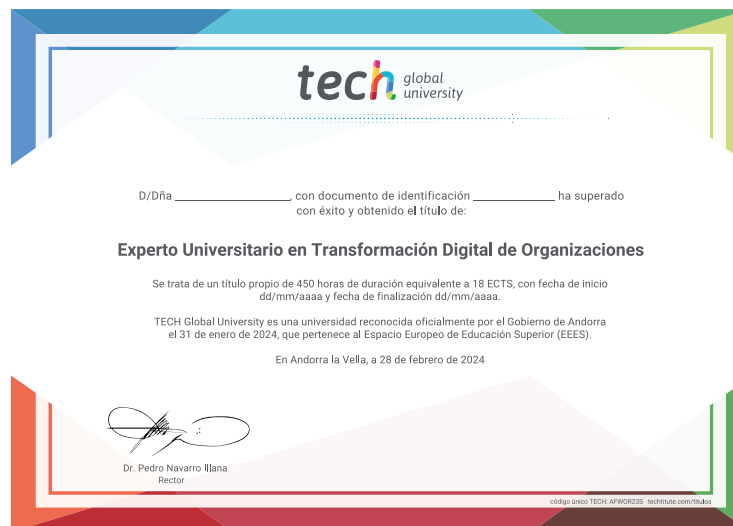 tech global university
D/Dña ____________, con documento de identificación ____________ ha superado
con éxito y obtenido el título de:
Experto Universitario en Transformación Digital de Organizaciones
Se trata de un título propio de 450 horas de duración equivalente a 18 ECTS, con fecha de inicio
dd/mm/aaaa y fecha de finalización dd/mm/aaaa.
TECH Global University es una universidad reconocida oficialmente por el Gobierno de Andorra
el 31 de enero de 2024, que pertenece al Espacio Europeo de Educación Superior (EEES).
En Andorra la Vella, a 28 de febrero de 2024
Dr. Pedro Navarro Illana
Rector
código único TECH: AFWOR23S techtitute.com/titulos